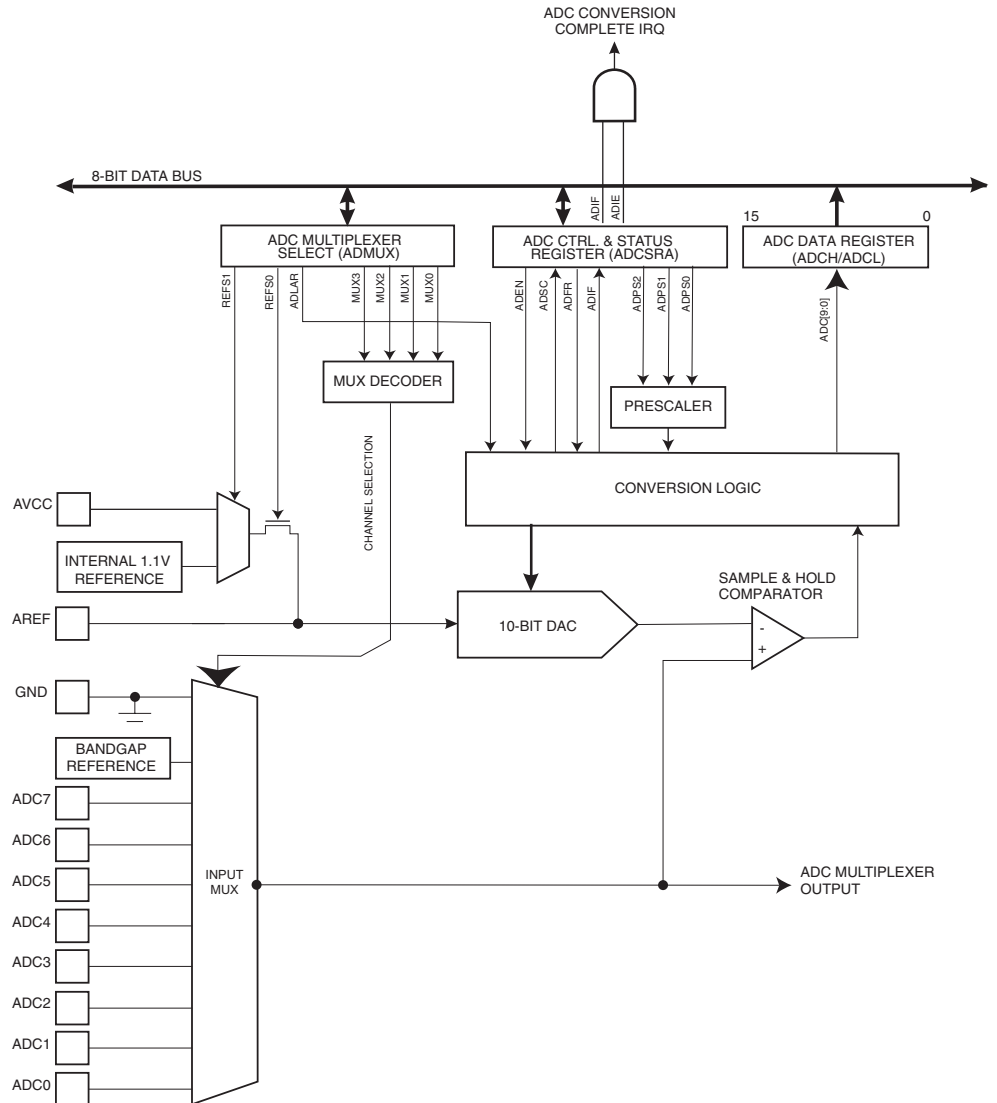 ADC CONVERSION
COMPLETE IRQ
8-BIT DATA BUS
ADIF
ADIE
15
0
ADC MULTIPLEXER
SELECT (ADMUX)
ADC CTRL. & STATUS
REGISTER (ADCSRA)
ADC DATA REGISTER
(ADCH/ADCL)
REFS1
REFS0
ADLAR
MUX3
MUX2
MUX1
MUX0
ADEN
ADSC
ADFR
ADIF
ADPS2
ADPS1
ADPS0
ADC[9:0]
MUX DECODER
PRESCALER
CHANNEL SELECTION
CONVERSION LOGIC
AVCC
INTERNAL 1.1V
REFERENCE
SAMPLE & HOLD
COMPARATOR
AREF
10-BIT DAC
-
+
GND
BANDGAP
REFERENCE
ADC7
ADC6
ADC5
INPUT
MUX
ADC MULTIPLEXER
OUTPUT
ADC4
ADC3
ADC2
ADC1
ADC0